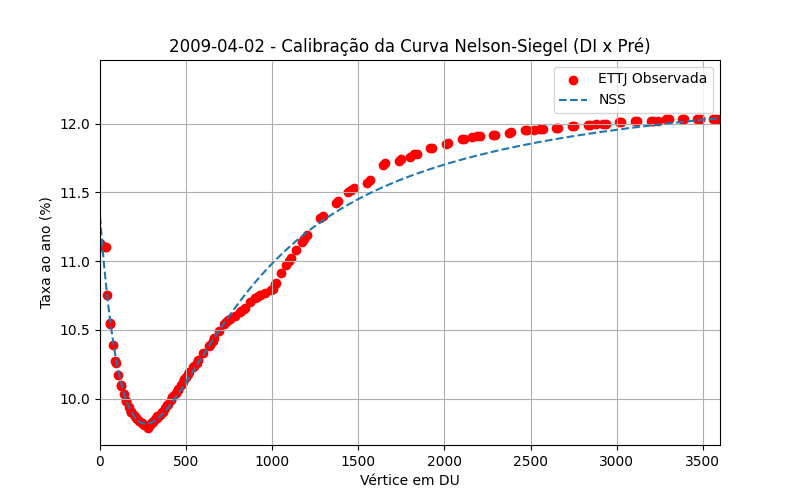 2009-04-02 - Calibração da Curva Nelson-Siegel (DI x Pré)
ETTJ Observada
NSS
Taxa ao ano (%)
12.0
11.5
11.0
10.5
10.0
0 500 1000 1500 2000 2500 3000 3500
Vértice em DU